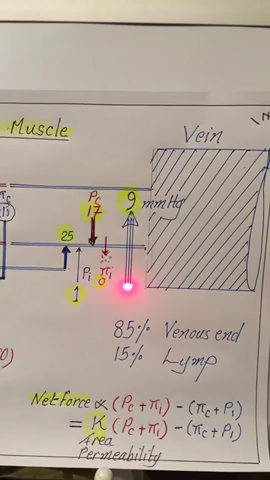 Muscle
Vein
Pc
17
9 mmHg
25
Pi
πi
0
1
85% Venous end
15% Lymp
Net force ∝ (Pc + πi) - (πc + Pi)
= K (Pc + πi) - (πc + Pi)
Area
Permeability